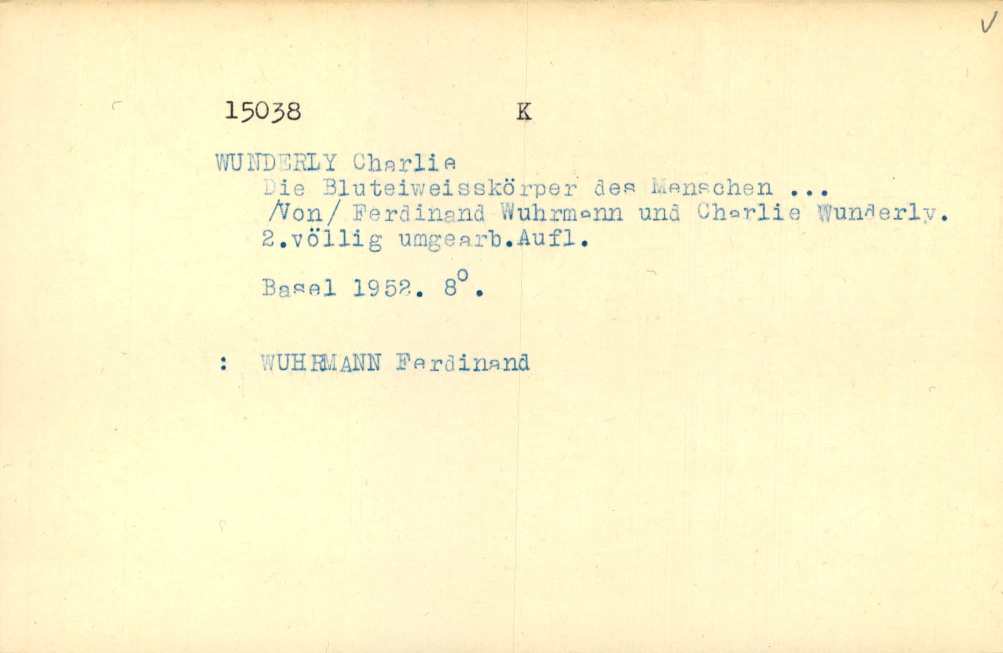 15038 K
WUNDERLY Charlie
Die Bluteiweisskörper des Menschen ...
/Von/ Ferdinand Wuhrmann und Charlie Wunderly.
2.völlig umgearb.Aufl.
Basel 1952. 8°.
: WUHRMANN Ferdinand